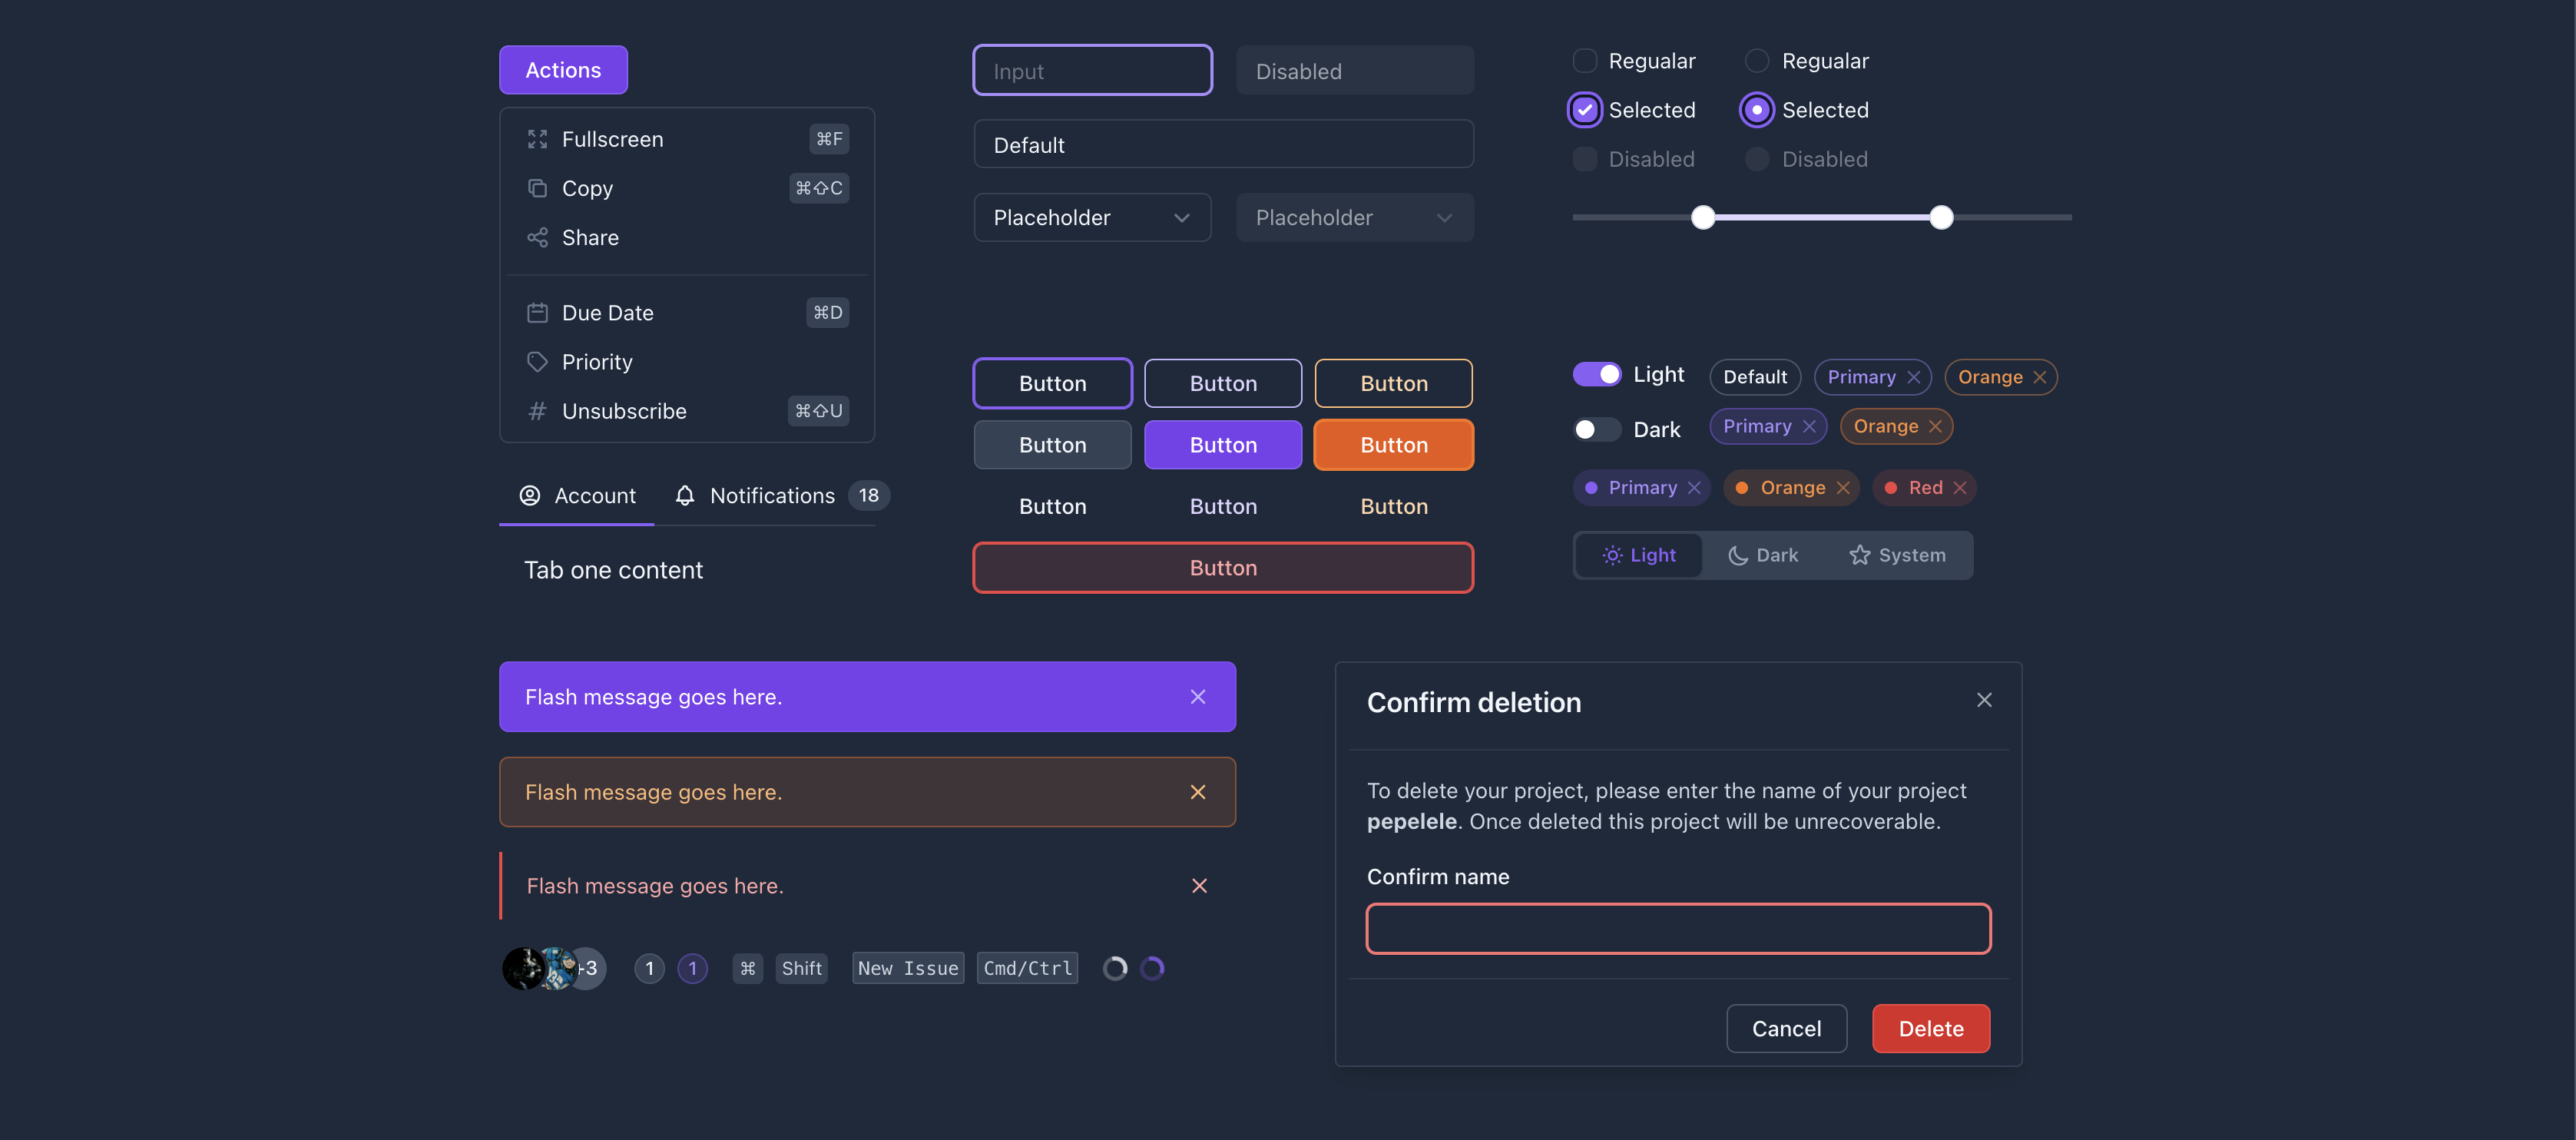 Actions
Fullscreen ⌘F
Copy ⌘⇧C
Share
Due Date ⌘D
Priority
Unsubscribe ⌘⇧U
Account Notifications 18
Tab one content
Input Disabled
Default
Placeholder Placeholder
Button Button Button
Button Button Button
Button Button Button
Button
Regualar Regualar
Selected Selected
Disabled Disabled
Light Default Primary Orange
Dark Primary Orange
Primary Orange Red
Light Dark System
Flash message goes here.
Flash message goes here.
Flash message goes here.
+3 1 1 ⌘ Shift New Issue Cmd/Ctrl
Confirm deletion
To delete your project, please enter the name of your project
pepelele. Once deleted this project will be unrecoverable.
Confirm name
Cancel Delete